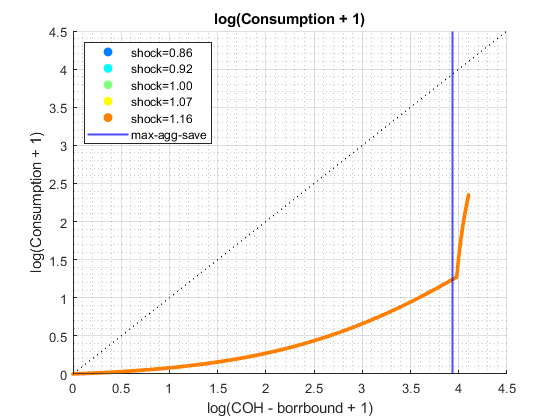 log(Consumption + 1)
4.5
4
3.5
3
2.5
2
1.5
1
0.5
0
log(Consumption + 1)
shock=0.86
shock=0.92
shock=1.00
shock=1.07
shock=1.16
max-agg-save
0 0.5 1 1.5 2 2.5 3 3.5 4 4.5
log(COH - borrbound + 1)